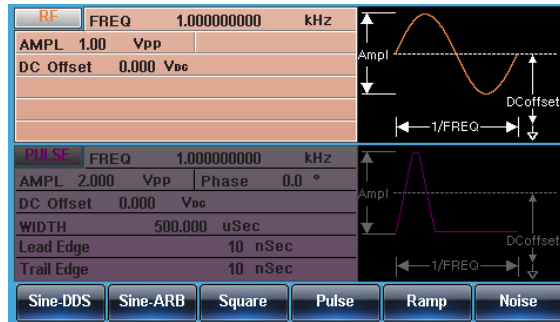 RF FREQ 1.000000000 kHz
AMPL 1.00 Vpp
DC Offset 0.000 VDC
Ampl
DCoffset
1/FREQ
PULSE FREQ 1.000000000 kHz
AMPL 2.000 Vpp Phase 0.0 °
DC Offset 0.000 VDC
WIDTH 500.000 uSec
Lead Edge 10 nSec
Trail Edge 10 nSec
Ampl
DCoffset
1/FREQ
Sine-DDS Sine-ARB Square Pulse Ramp Noise